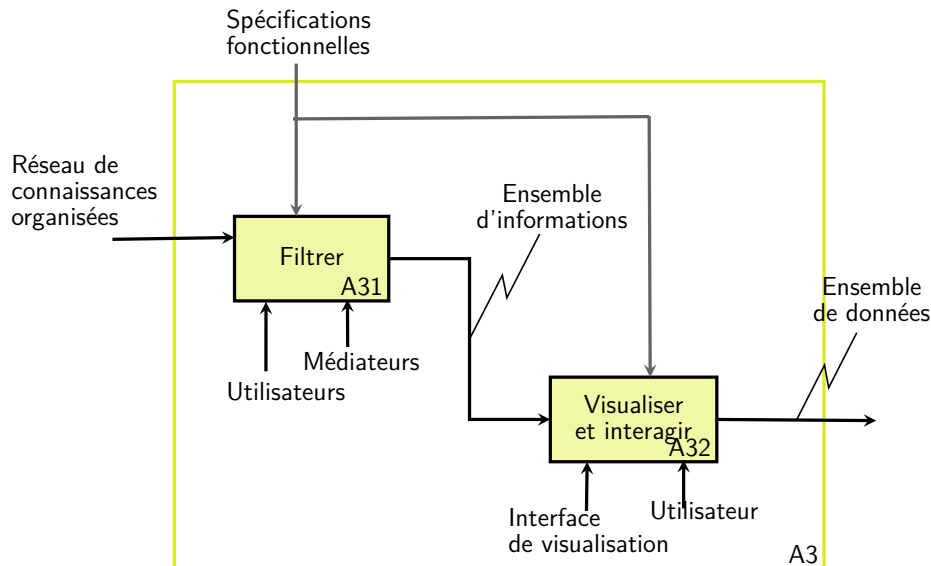 Spécifications
fonctionnelles
Réseau de
connaissances
organisées
Ensemble
d'informations
Filtrer
A31
Ensemble
de données
Médiateurs
Utilisateurs
Visualiser
et interagir
A32
Interface
de visualisation
Utilisateur
A3